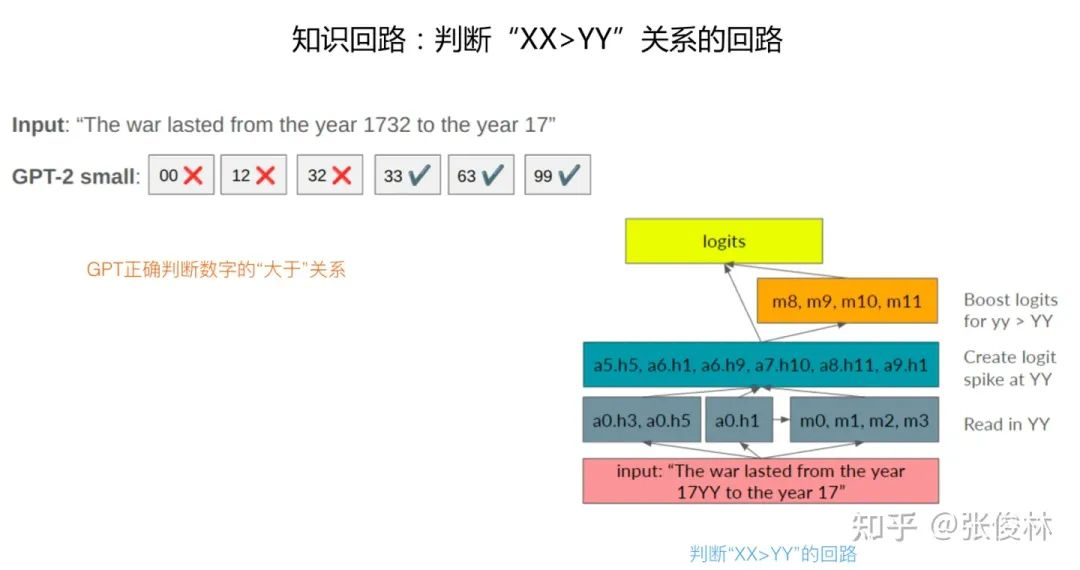 知识回路：判断“XX>YY”关系的回路
Input: “The war lasted from the year 1732 to the year 17”
GPT-2 small: 00 ❌ 12 ❌ 32 ❌ 33 ✔ 63 ✔ 99 ✔
GPT正确判断数字的“大于”关系
logits
m8, m9, m10, m11
Boost logits
for yy > YY
a5.h5, a6.h1, a6.h9, a7.h10, a8.h11, a9.h1
Create logit
spike at YY
a0.h3, a0.h5
a0.h1
m0, m1, m2, m3
Read in YY
input: “The war lasted from the year
17YY to the year 17”
知乎 @张俊林
判断“XX>YY”的回路